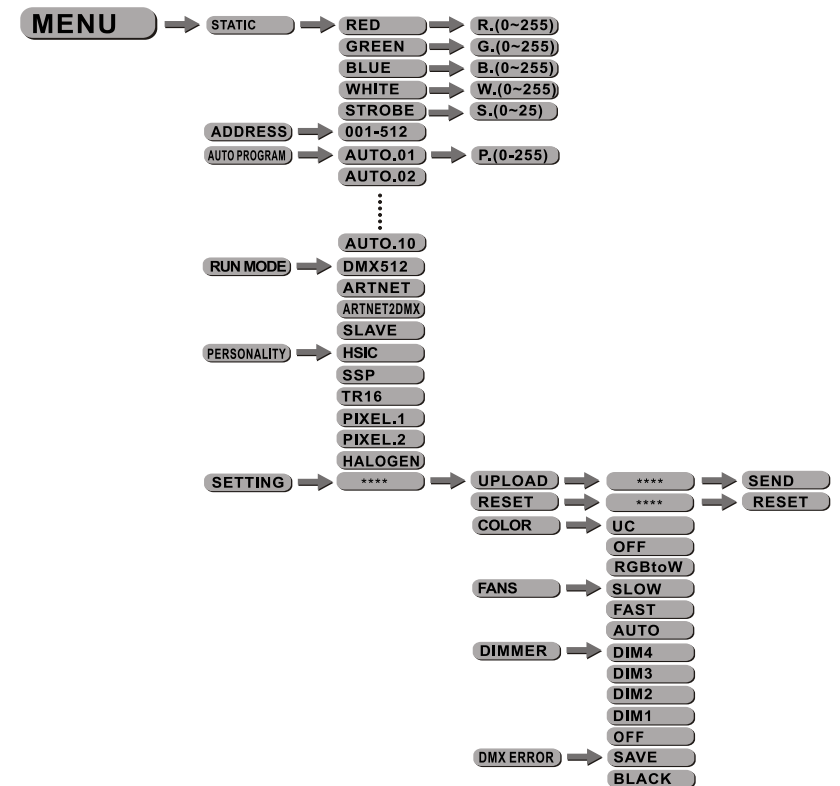 MENU STATIC RED R.(0~255)
GREEN G.(0~255)
BLUE B.(0~255)
WHITE W.(0~255)
STROBE S.(0~25)
ADDRESS 001-512
AUTO PROGRAM AUTO.01 P.(0-255)
AUTO.02
AUTO.10
RUN MODE DMX512
ARTNET
ARTNET2DMX
SLAVE
PERSONALITY HSIC
SSP
TR16
PIXEL.1
PIXEL.2
HALOGEN
SETTING **** UPLOAD **** SEND
RESET **** RESET
COLOR UC
OFF
RGBtoW
FANS SLOW
FAST
AUTO
DIMMER DIM4
DIM3
DIM2
DIM1
OFF
DMX ERROR SAVE
BLACK